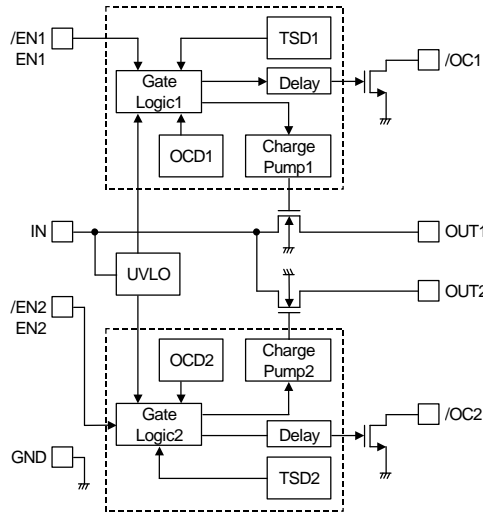 /EN1
EN1
TSD1
/OC1
Gate
Logic1
Delay
OCD1
Charge
Pump1
IN
OUT1
UVLO
OUT2
/EN2
EN2
OCD2
Charge
Pump2
/OC2
Gate
Logic2
Delay
GND
TSD2